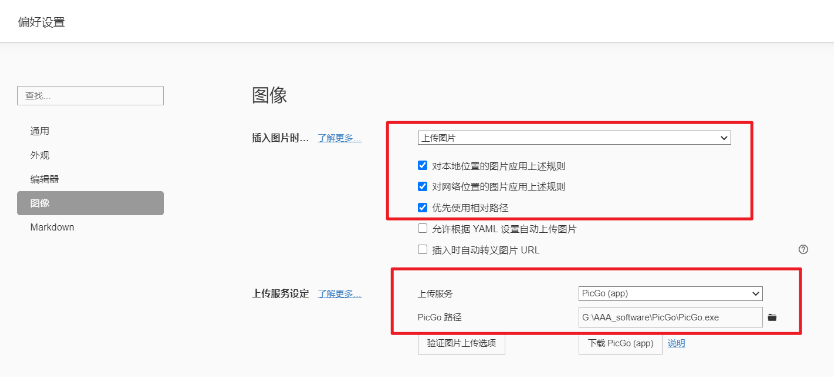 偏好设置
查找...
通用
外观
编辑器
图像
Markdown
图像
插入图片时... 了解更多... 上传图片
对本地位置的图片应用上述规则
对网络位置的图片应用上述规则
优先使用相对路径
允许根据 YAML 设置自动上传图片
插入时自动转义图片 URL
上传服务设定 了解更多... 上传服务 PicGo (app)
PicGo 路径 G:\AAA_software\PicGo\PicGo.exe
验证图片上传选项 下载 PicGo (app) 说明